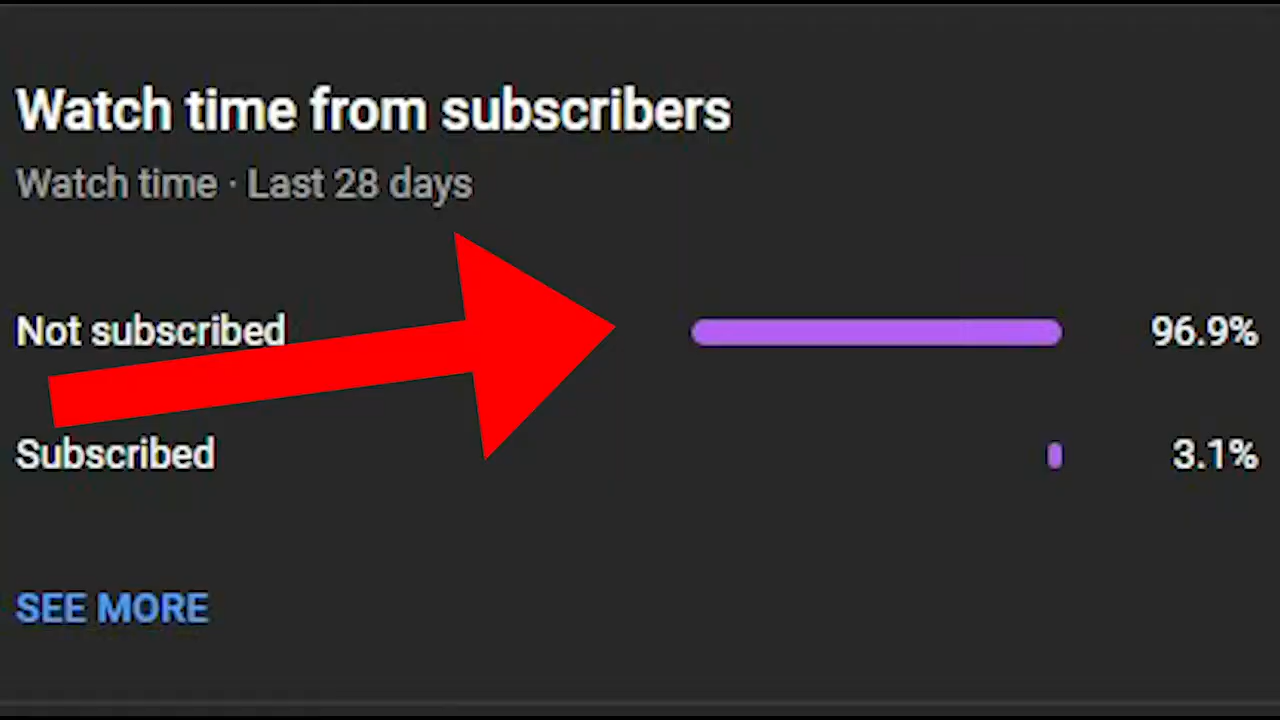 Watch time from subscribers
Watch time · Last 28 days
Not subscribed 96.9%
Subscribed 3.1%
SEE MORE